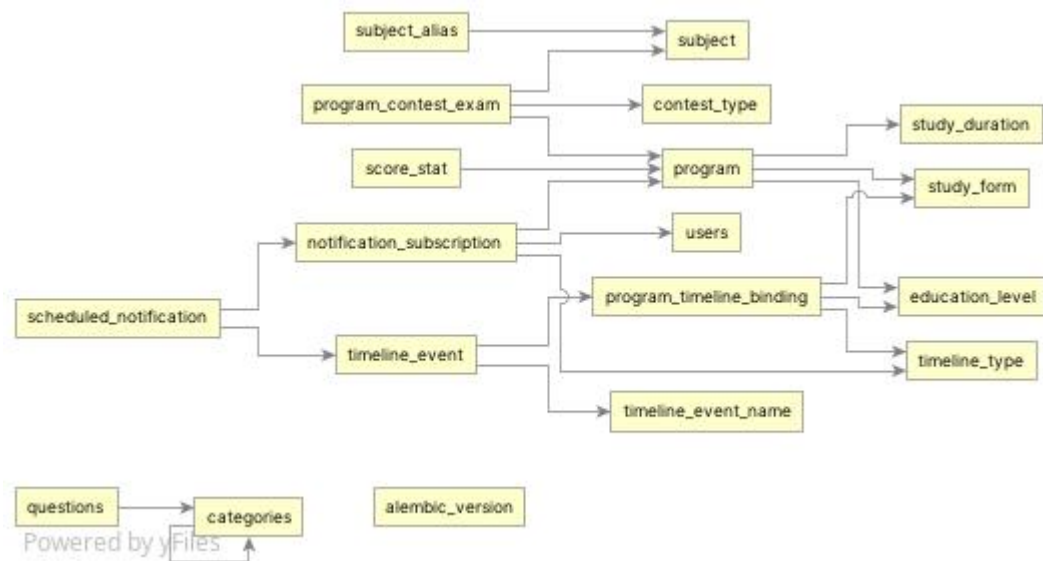 subject_alias
subject
program_contest_exam
contest_type
study_duration
score_stat
program
study_form
notification_subscription
users
program_timeline_binding
education_level
scheduled_notification
timeline_event
timeline_type
timeline_event_name
questions
categories
alembic_version
Powered by yFiles